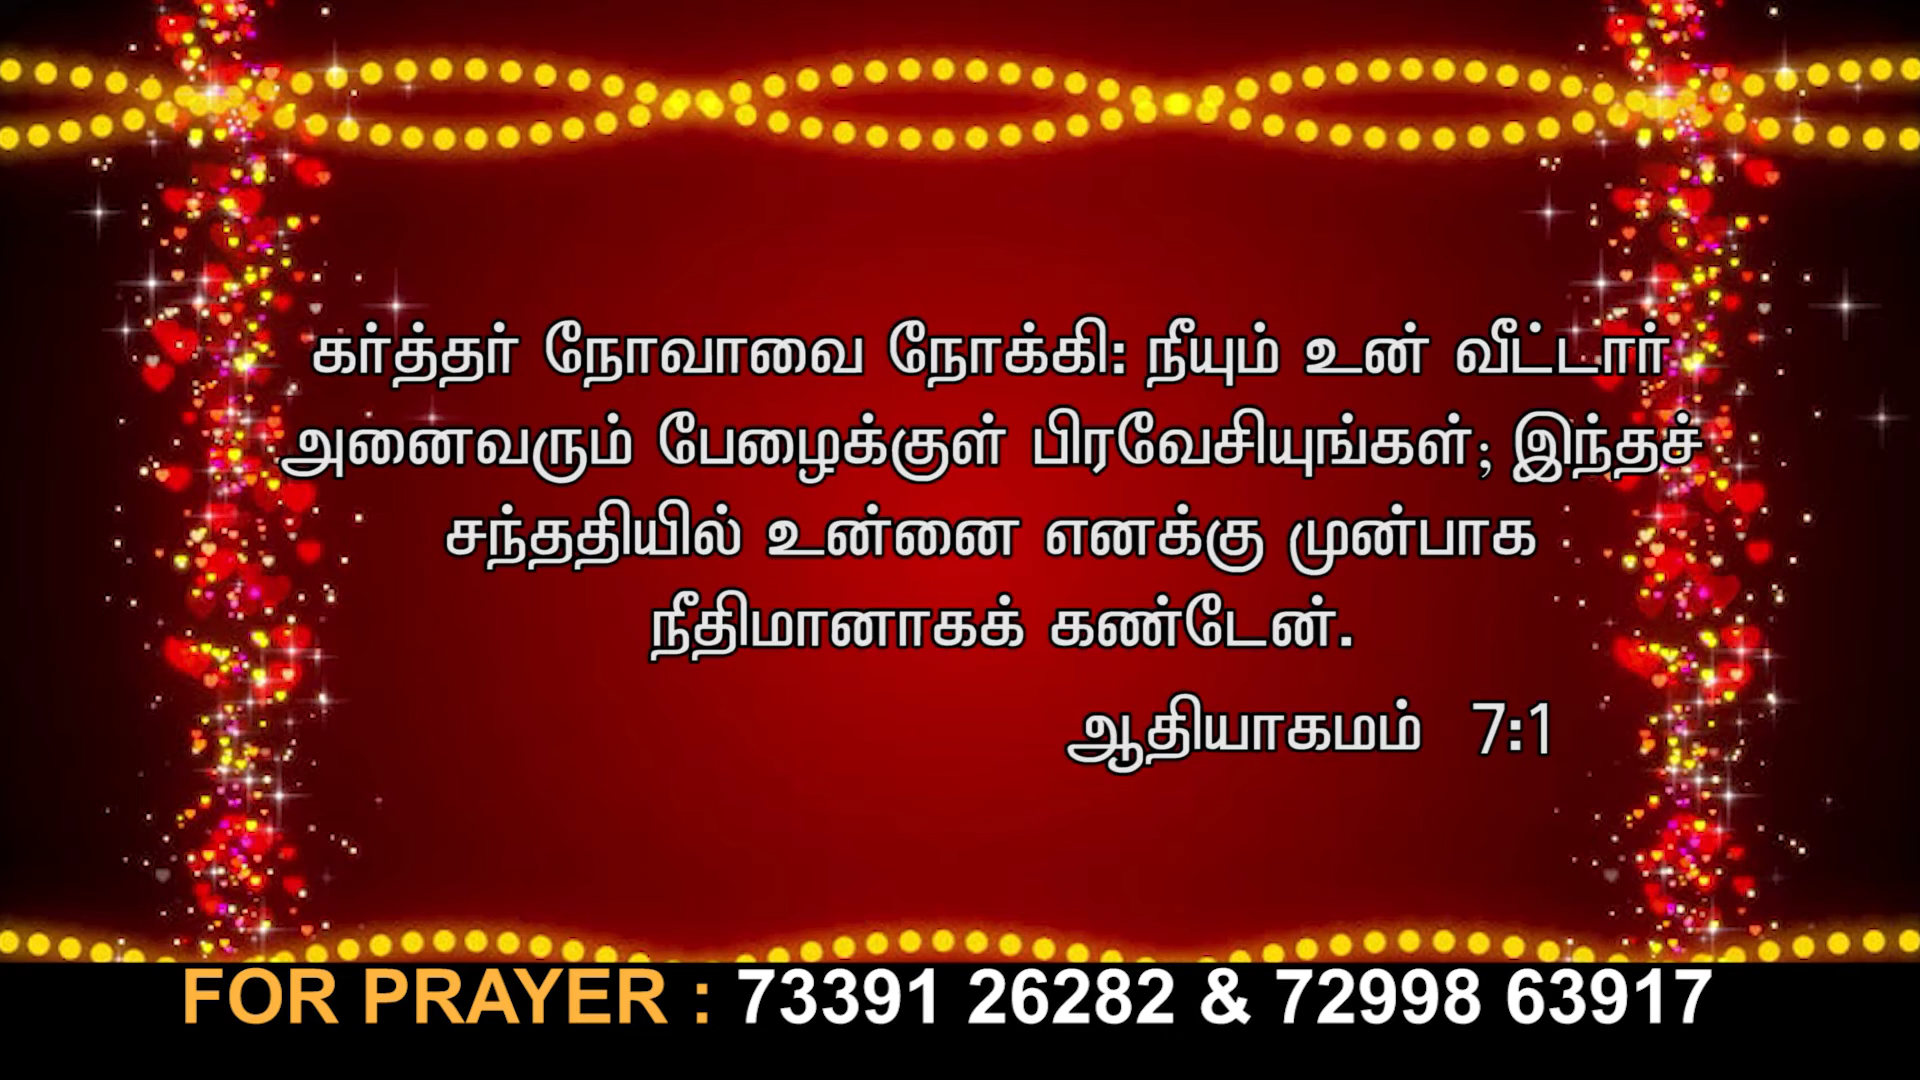 கர்த்தர் நோவாவை நோக்கி: நீயும் உன் வீட்டார்
அனைவரும் பேழைக்குள் பிரவேசியுங்கள்; இந்தச்
சந்ததியில் உன்னை எனக்கு முன்பாக
நீதிமானாகக் கண்டேன்.
ஆதியாகமம் 7:1
FOR PRAYER : 73391 26282 & 72998 63917